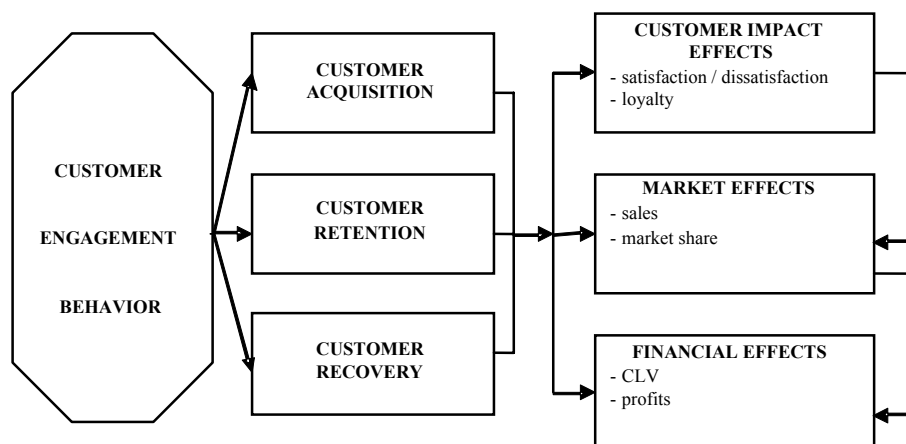 CUSTOMER
ENGAGEMENT
BEHAVIOR
CUSTOMER
ACQUISITION
CUSTOMER
RETENTION
CUSTOMER
RECOVERY
CUSTOMER IMPACT
EFFECTS
- satisfaction / dissatisfaction
- loyalty
MARKET EFFECTS
- sales
- market share
FINANCIAL EFFECTS
- CLV
- profits